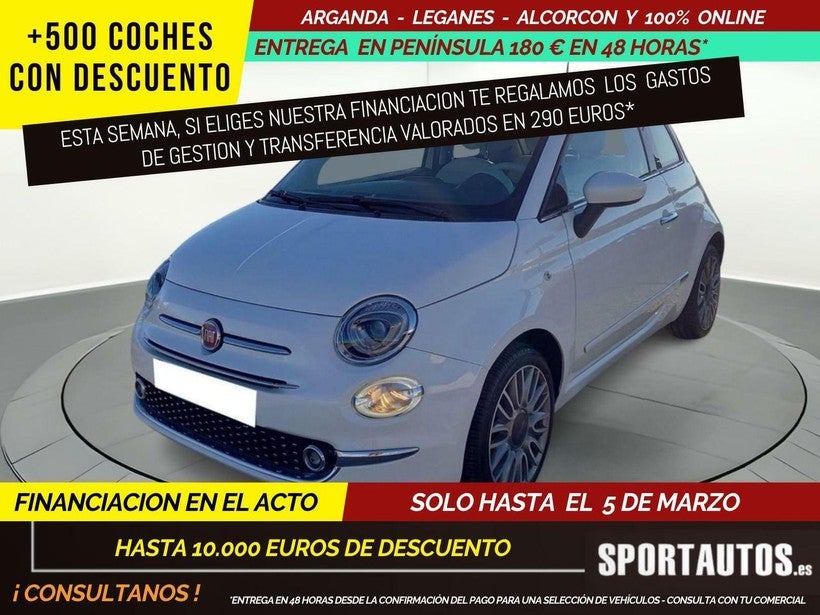 +500 COCHES
CON DESCUENTO
ARGANDA - LEGANES - ALCORCON Y 100% ONLINE
ENTREGA EN PENÍNSULA 180 € EN 48 HORAS*
ESTA SEMANA, SI ELIGES NUESTRA FINANCIACION TE REGALAMOS LOS GASTOS
DE GESTION Y TRANSFERENCIA VALORADOS EN 290 EUROS*
FINANCIACION EN EL ACTO
SOLO HASTA EL 5 DE MARZO
HASTA 10.000 EUROS DE DESCUENTO
SPORTAUTOS.es
¡ CONSULTANOS !
*ENTREGA EN 48 HORAS DESDE LA CONFIRMACIÓN DEL PAGO PARA UNA SELECCIÓN DE VEHÍCULOS - CONSULTA CON TU COMERCIAL